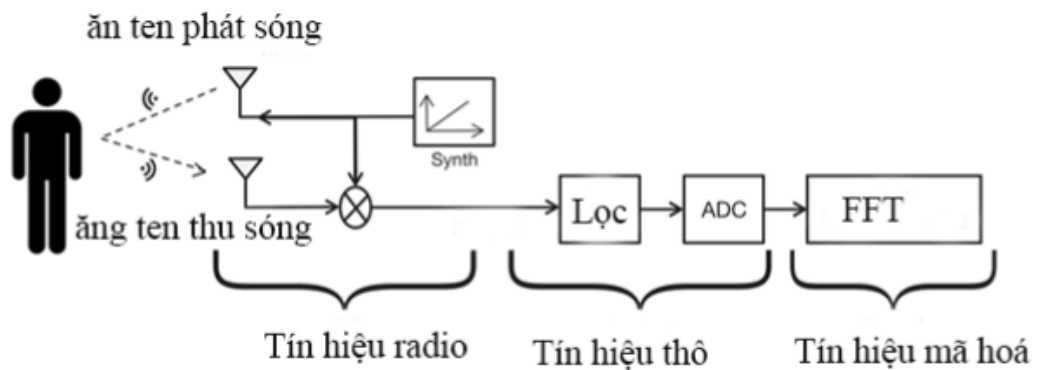 ăn ten phát sóng
Synth
ăng ten thu sóng
Lọc
ADC
FFT
Tín hiệu radio
Tín hiệu thô
Tín hiệu mã hoá